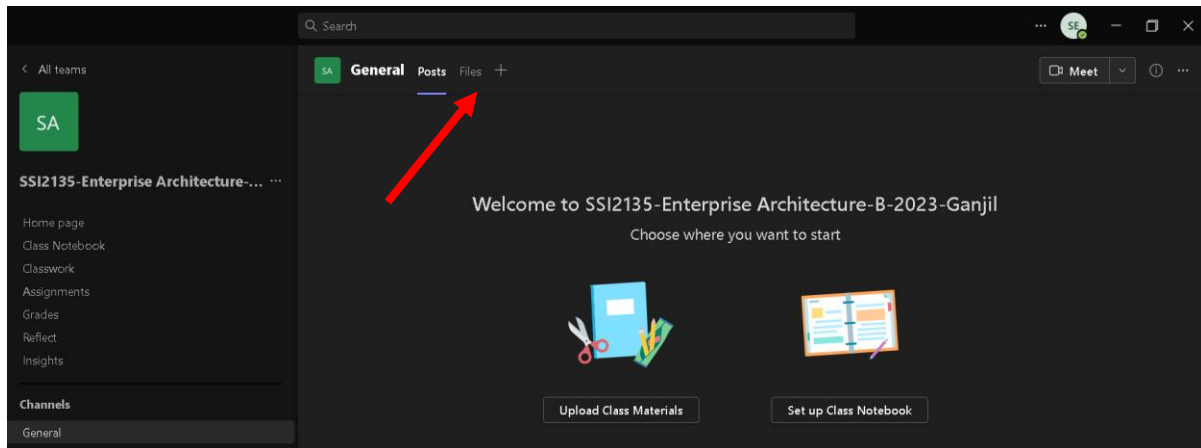 Search
SE
All teams
SA
General Posts Files
Meet
SA
SSI2135-Enterprise Architecture-... ...
Home page
Class Notebook
Classwork
Assignments
Grades
Reflect
Insights
Channels
General
Welcome to SSI2135-Enterprise Architecture-B-2023-Ganjil
Choose where you want to start
Upload Class Materials
Set up Class Notebook